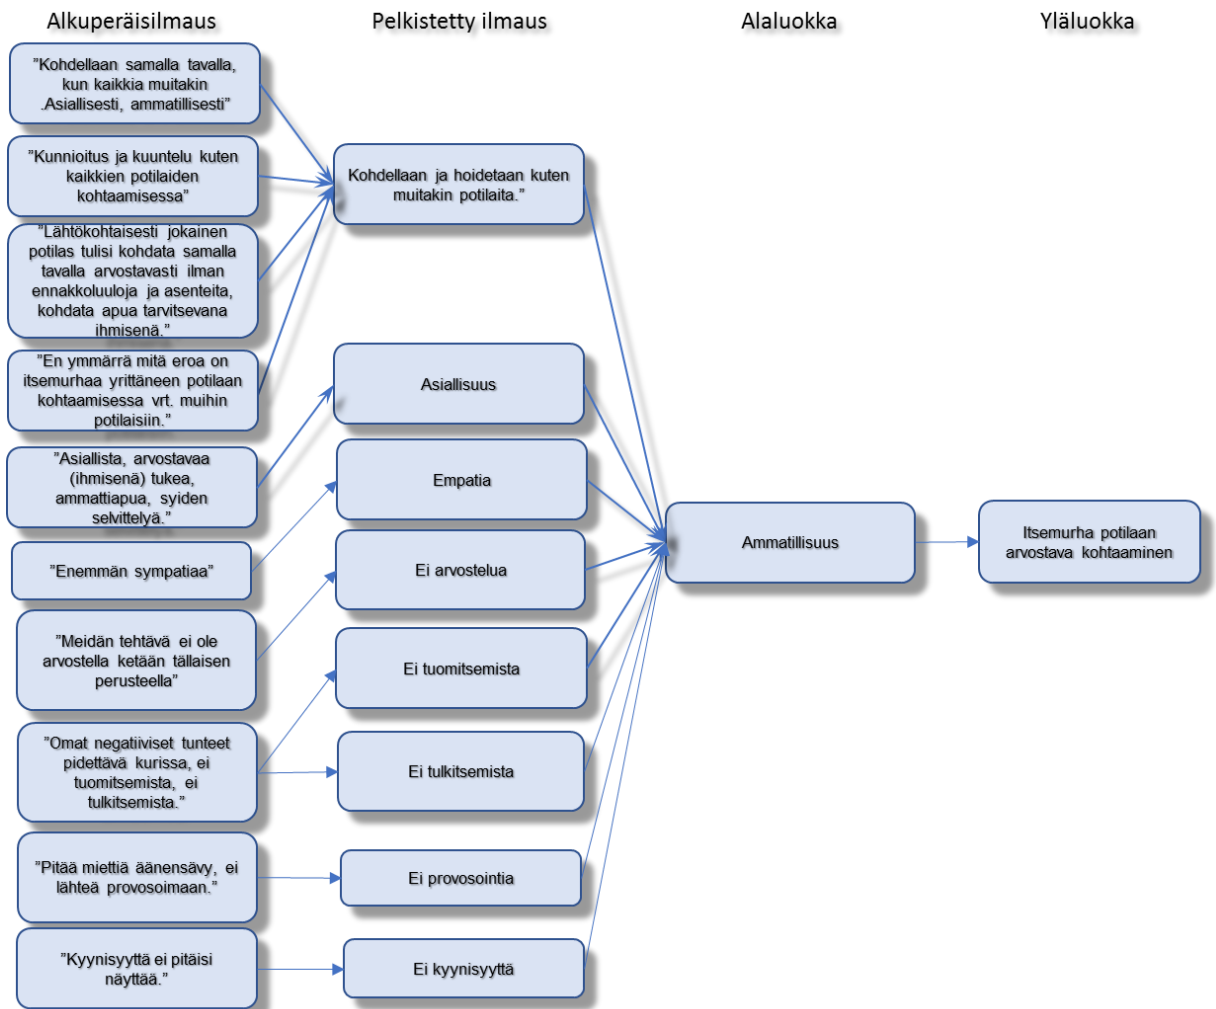 Alkuperäisilmaus
Pelkistetty ilmaus
Alaluokka
Yläluokka
”Kohdellaan samalla tavalla,
kun kaikkia muitakin
.Asiallisesti, ammatillisesti”
”Kunnioitus ja kuuntelu kuten
kaikkien potilaiden
kohtaamisessa”
”Lähtökohtaisesti jokainen
potilas tulisi kohdata samalla
tavalla arvostavasti ilman
ennakkoluuloja ja asenteita,
kohdata apua tarvitsevana
ihmisenä.”
”En ymmärrä mitä eroa on
itsemurhaa yrittäneen potilaan
kohtaamisessa vrt. muihin
potilaisiin.”
”Asiallista, arvostavaa
(ihmisenä) tukea,
ammattiapua, syiden
selvittelyä.”
”Enemmän sympatiaa”
”Meidän tehtävä ei ole
arvostella ketään tällaisen
perusteella”
”Omat negatiiviset tunteet
pidettävä kurissa, ei
tuomitsemista, ei
tulkitsemista.”
”Pitää miettiä äänensävy, ei
lähteä provosoimaan.”
”Kyynisyyttä ei pitäisi
näyttää.”
Kohdellaan ja hoidetaan kuten
muitakin potilaita.”
Asiallisuus
Empatia
Ei arvostelua
Ei tuomitsemista
Ei tulkitsemista
Ei provosointia
Ei kyynisyyttä
Ammatillisuus
Itsemurha potilaan
arvostava kohtaaminen